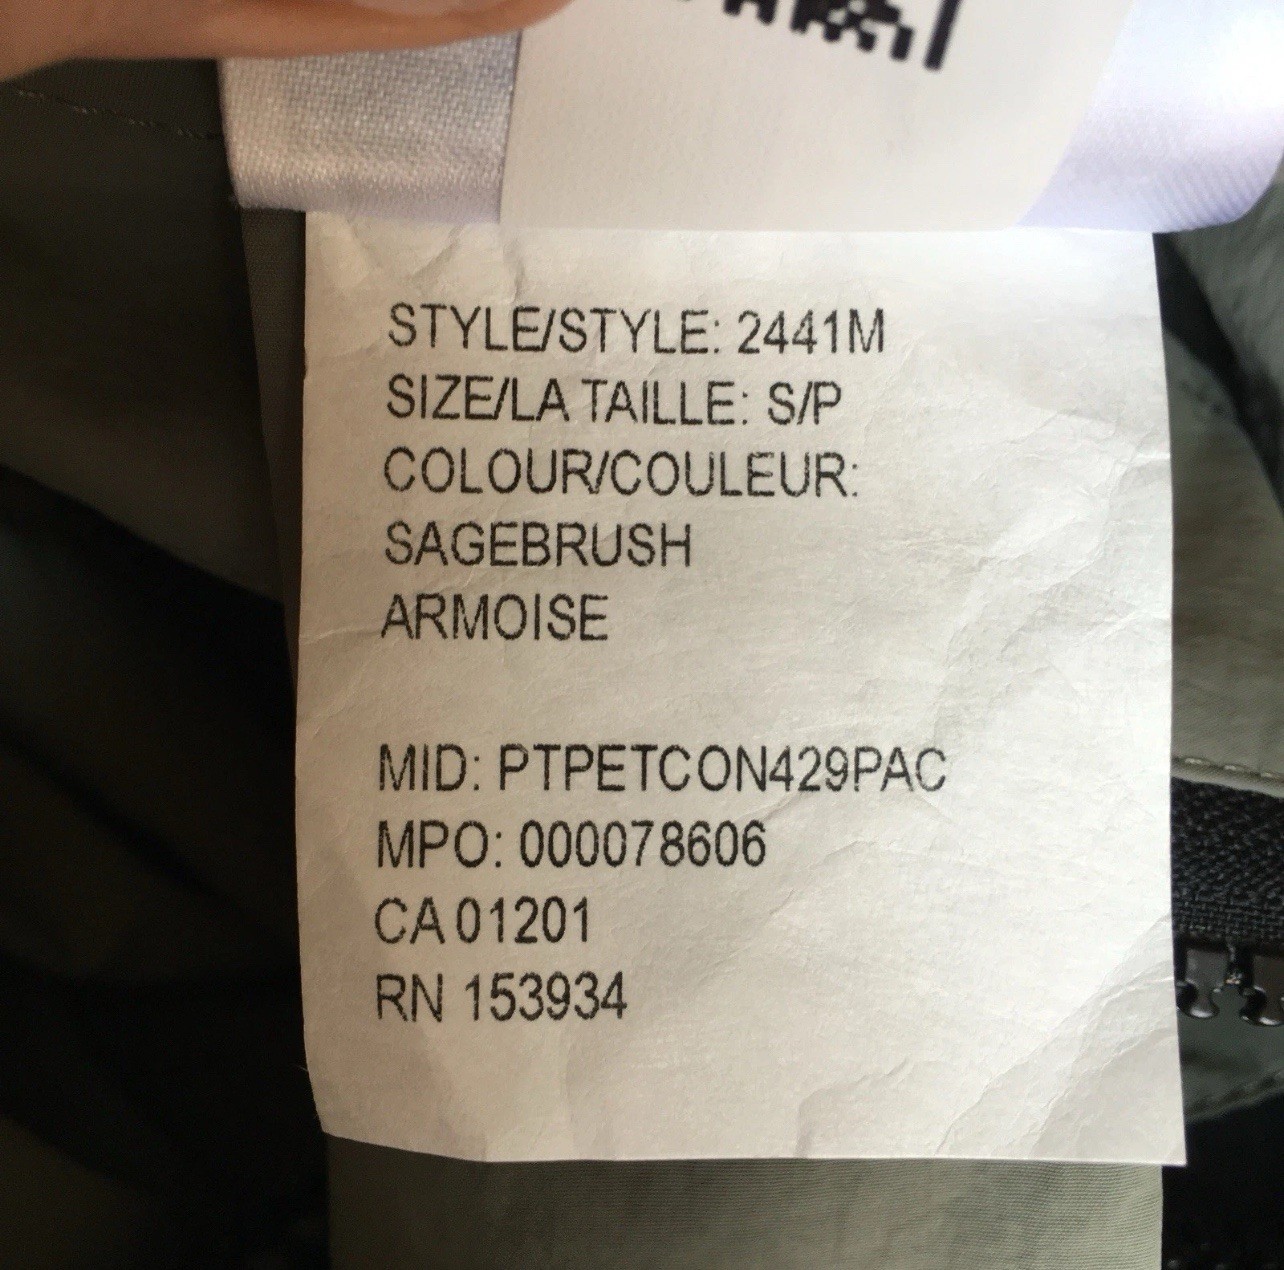 STYLE/STYLE: 2441M
SIZE/LA TAILLE: S/P
COLOUR/COULEUR:
SAGEBRUSH
ARMOISE
MID: PTPETCON429PAC
MPO: 000078606
CA 01201
RN 153934